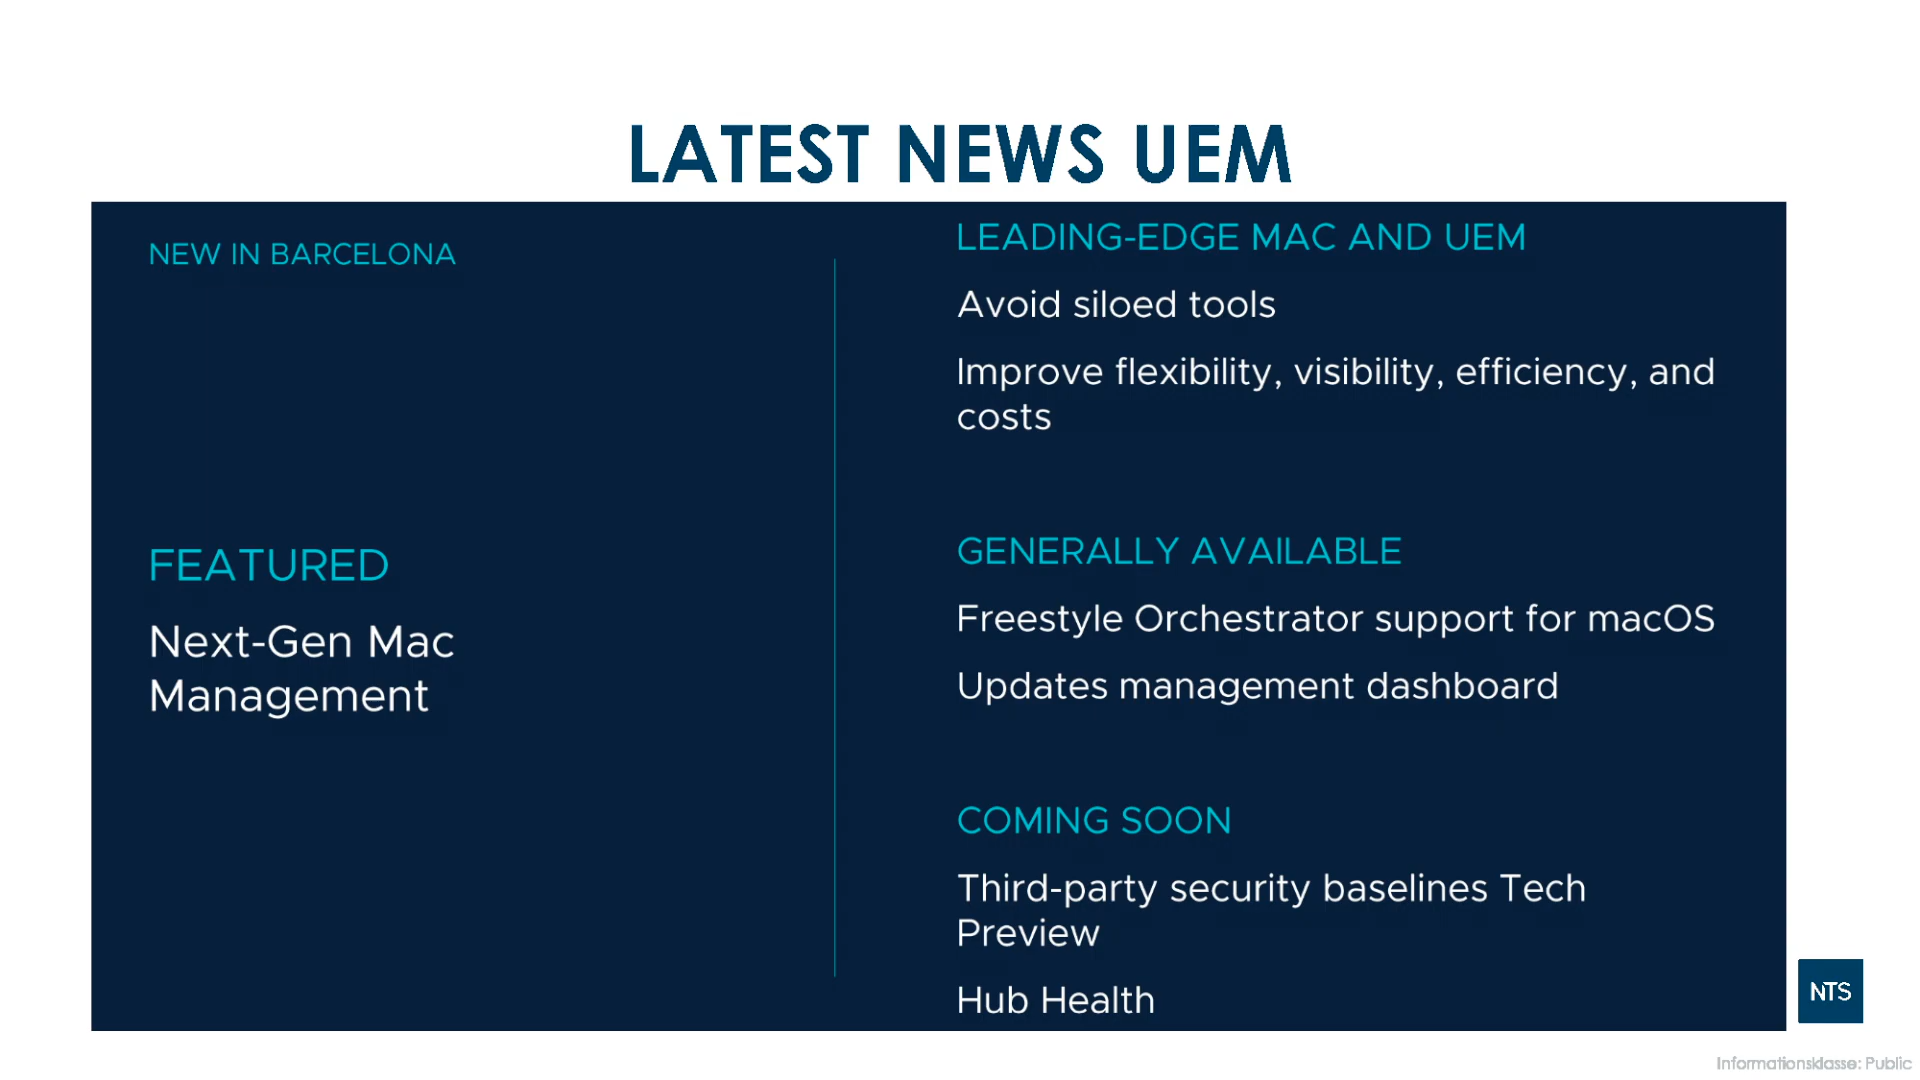 LATEST NEWS UEM
NEW IN BARCELONA
FEATURED
Next-Gen Mac
Management
LEADING-EDGE MAC AND UEM
Avoid siloed tools
Improve flexibility, visibility, efficiency, and
costs
GENERALLY AVAILABLE
Freestyle Orchestrator support for macOS
Updates management dashboard
COMING SOON
Third-party security baselines Tech
Preview
Hub Health
NTS
Informationsklasse: Public